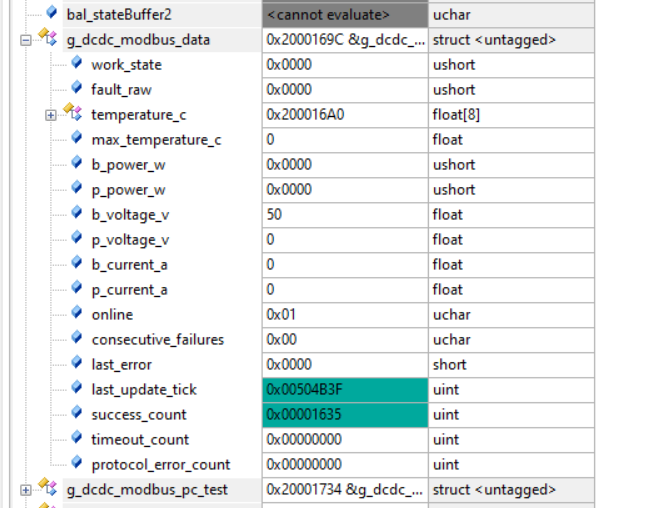 bal_stateBuffer2 <cannot evaluate> uchar
g_dcdc_modbus_data 0x2000169C &g_dcdc_... struct <untagged>
work_state 0x0000 ushort
fault_raw 0x0000 ushort
temperature_c 0x200016A0 float[8]
max_temperature_c 0 float
b_power_w 0x0000 ushort
p_power_w 0x0000 ushort
b_voltage_v 50 float
p_voltage_v 0 float
b_current_a 0 float
p_current_a 0 float
online 0x01 uchar
consecutive_failures 0x00 uchar
last_error 0x0000 short
last_update_tick 0x00504B3F uint
success_count 0x00001635 uint
timeout_count 0x00000000 uint
protocol_error_count 0x00000000 uint
g_dcdc_modbus_pc_test 0x20001734 &g_dcdc_... struct <untagged>